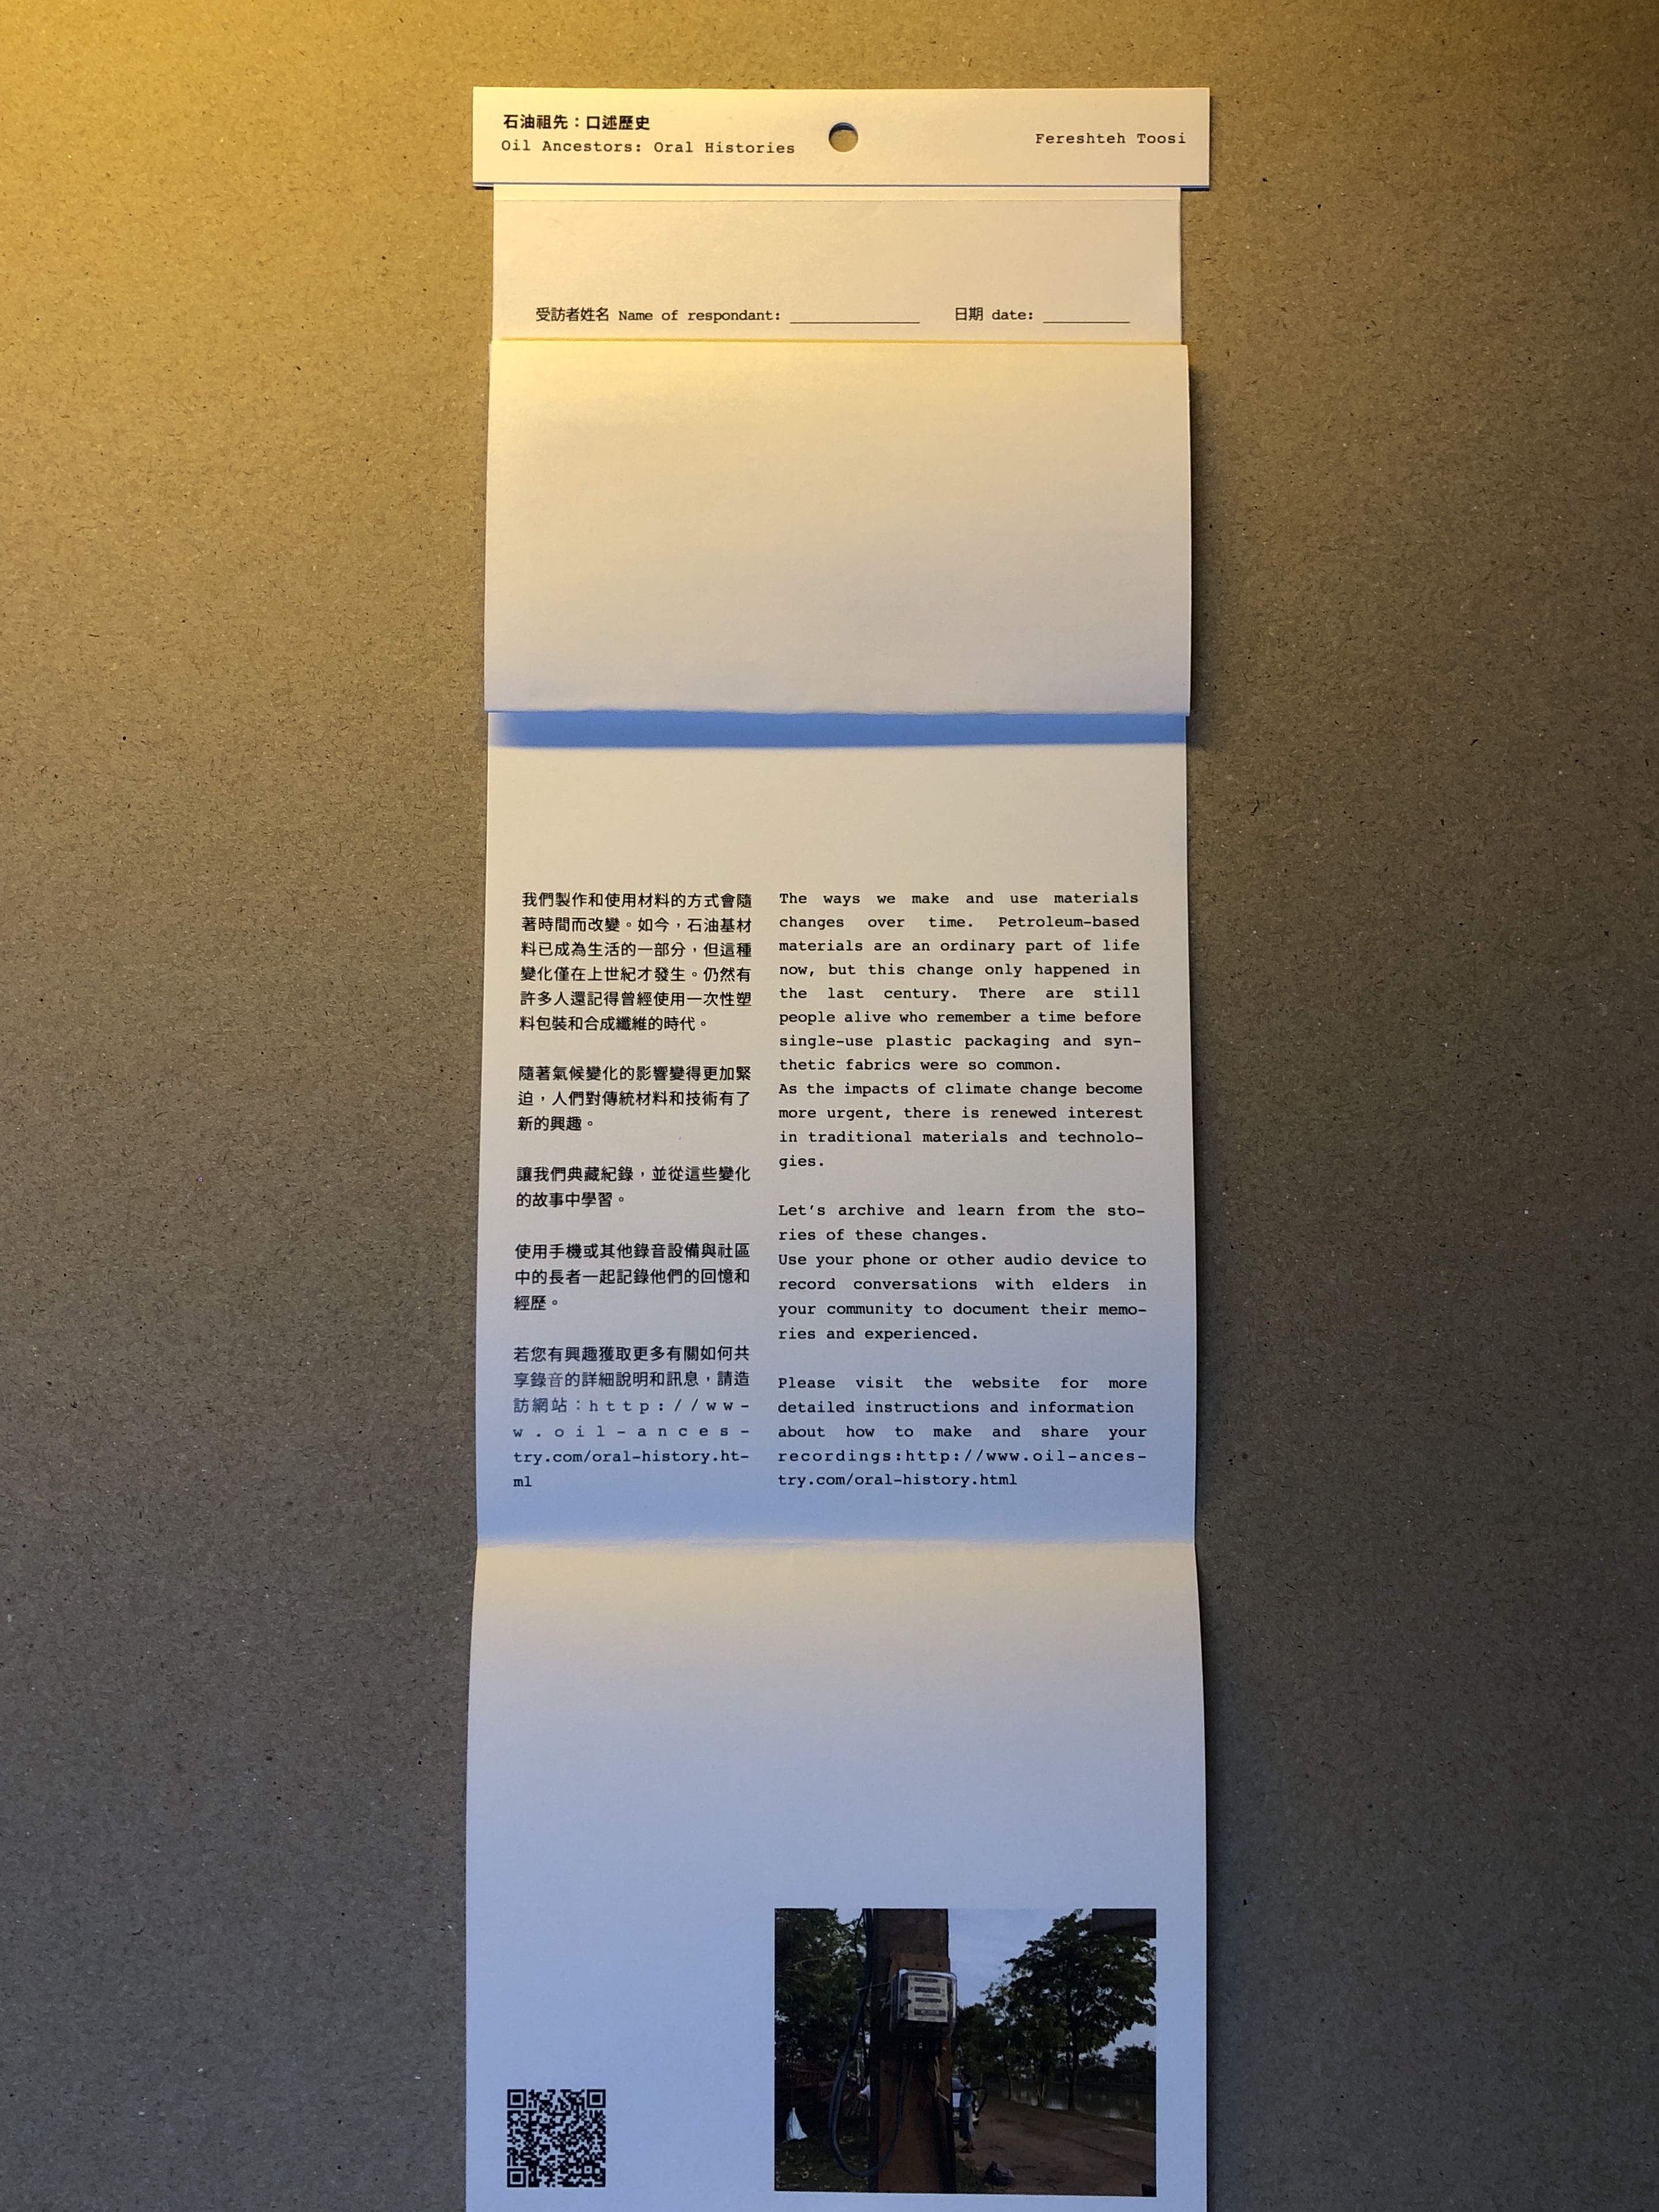 石油祖先：口述歷史
Oil Ancestors: Oral Histories
Fereshteh Toosi
受訪者姓名 Name of respondant: _______________ 日期 date: __________
我們製作和使用材料的方式會隨
著時間而改變。如今，石油基材
料已成為生活的一部分，但這種
變化僅在上世紀才發生。仍然有
許多人還記得曾經使用一次性塑
料包裝和合成纖維的時代。
隨著氣候變化的影響變得更加緊
迫，人們對傳統材料和技術有了
新的興趣。
讓我們典藏紀錄，並從這些變化
的故事中學習。
使用手機或其他錄音設備與社區
中的長者一起記錄他們的回憶和
經歷。
若您有興趣獲取更多有關如何共
享錄音的詳細說明和訊息，請造
訪網站：http://ww-
w.oil-ances-
try.com/oral-history.ht-
ml
The ways we make and use materials
changes over time. Petroleum-based
materials are an ordinary part of life
now, but this change only happened in
the last century. There are still
people alive who remember a time before
single-use plastic packaging and syn-
thetic fabrics were so common.
As the impacts of climate change become
more urgent, there is renewed interest
in traditional materials and technolo-
gies.
Let's archive and learn from the sto-
ries of these changes.
Use your phone or other audio device to
record conversations with elders in
your community to document their memo-
ries and experienced.
Please visit the website for more
detailed instructions and information
about how to make and share your
recordings:http://www.oil-ances-
try.com/oral-history.html